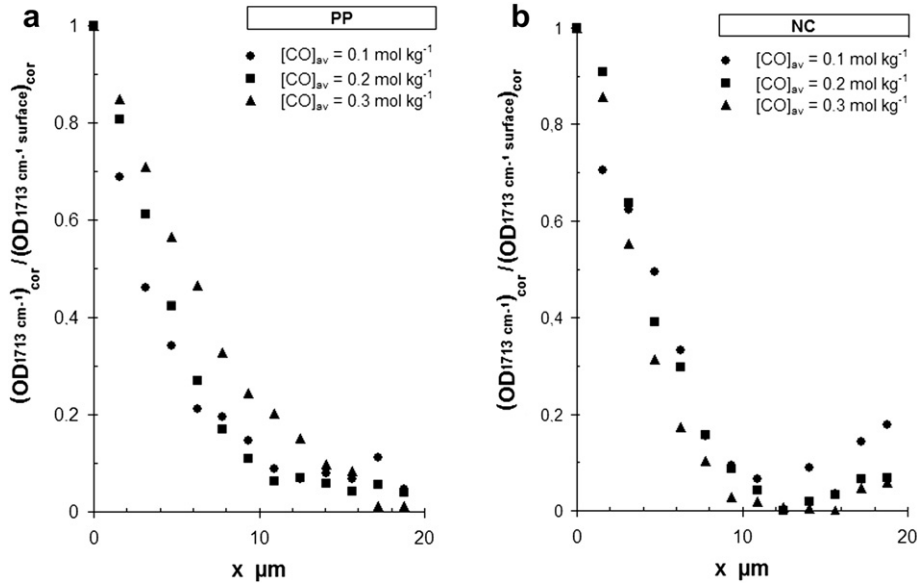 a
PP
[CO]av = 0.1 mol kg-1
[CO]av = 0.2 mol kg-1
[CO]av = 0.3 mol kg-1
1
0.8
0.6
0.4
0.2
0
0
10
20
x µm
(OD1713 cm-1)cor /(OD1713 cm-1 surface)cor
b
NC
[CO]av = 0.1 mol kg-1
[CO]av = 0.2 mol kg-1
[CO]av = 0.3 mol kg-1
1
0.8
0.6
0.4
0.2
0
0
10
20
x µm
(OD1713 cm-1)cor /(OD1713 cm-1 surface)cor